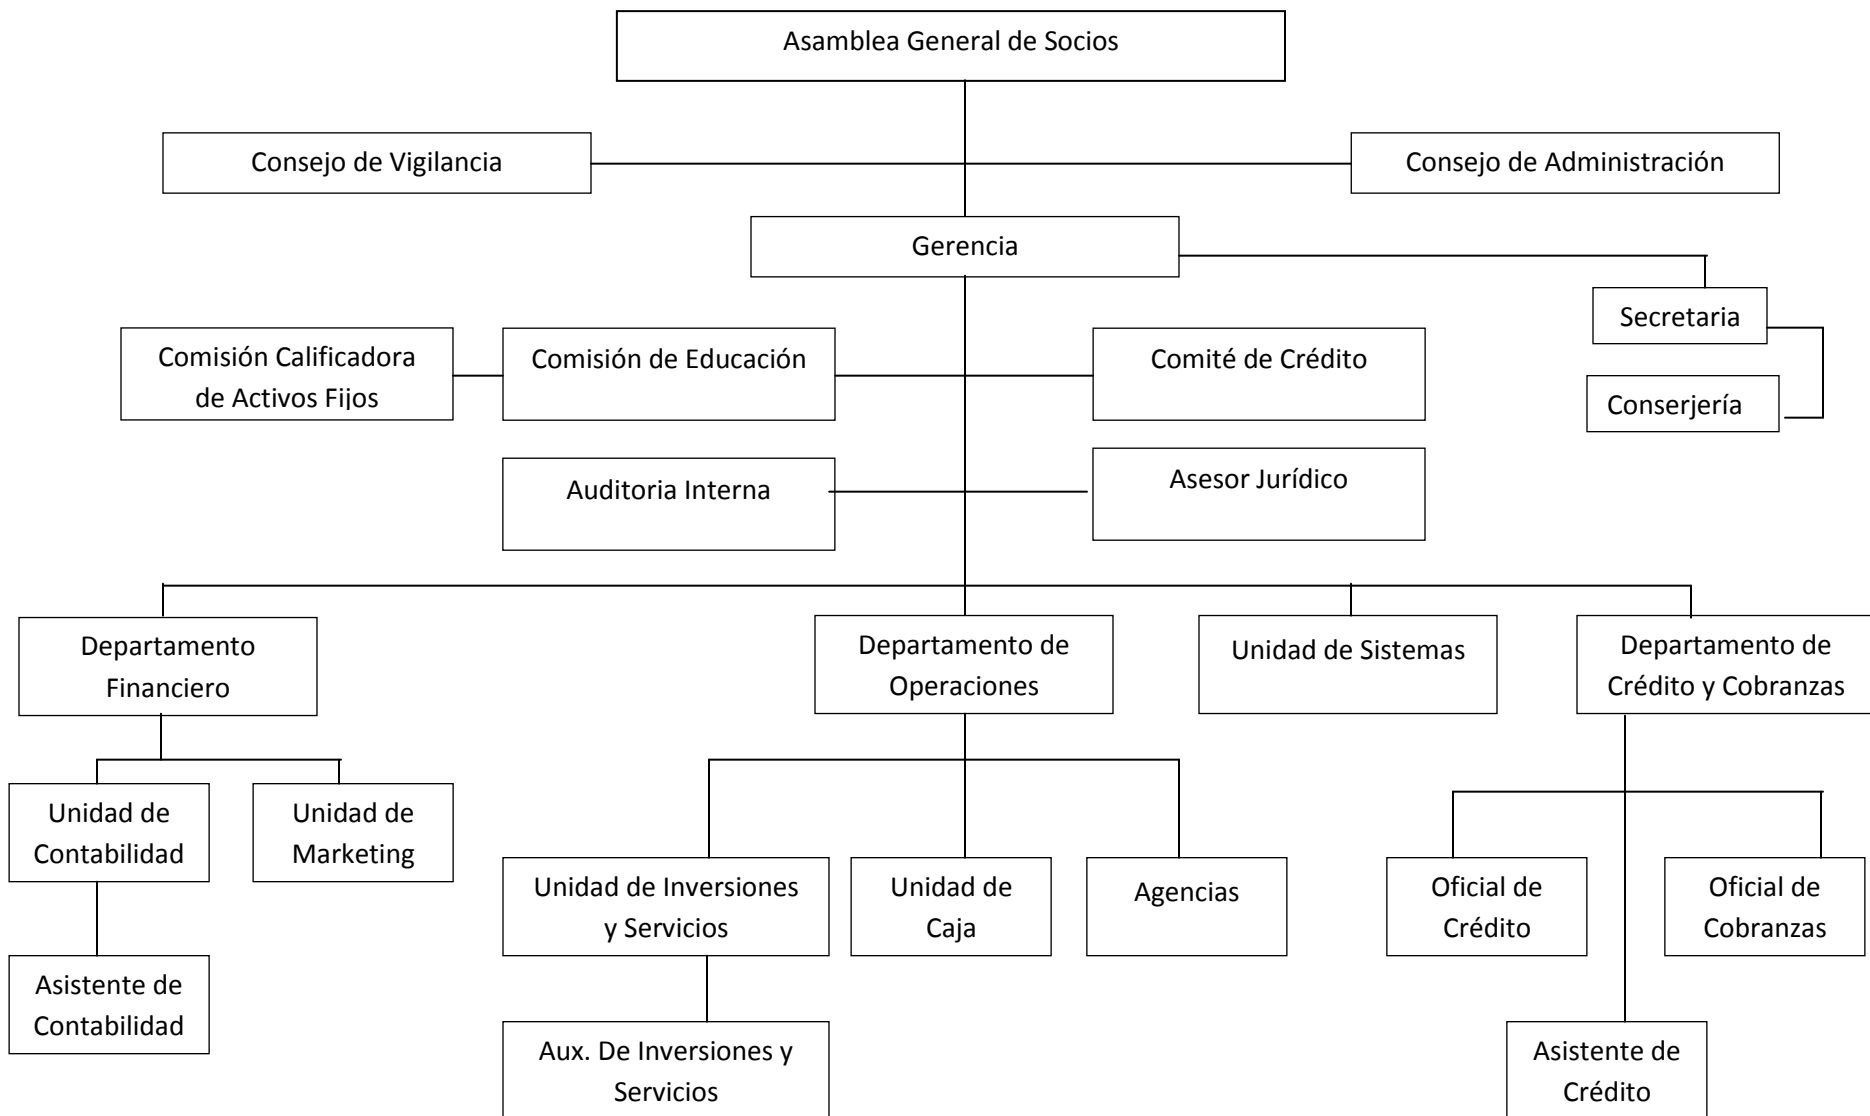 Asamblea General de Socios
Consejo de Vigilancia
Consejo de Administración
Gerencia
Secretaria
Comisión Calificadora
de Activos Fijos
Comisión de Educación
Comité de Crédito
Conserjería
Auditoria Interna
Asesor Jurídico
Departamento
Financiero
Departamento de
Operaciones
Unidad de Sistemas
Departamento de
Crédito y Cobranzas
Unidad de
Contabilidad
Unidad de
Marketing
Unidad de Inversiones
y Servicios
Unidad de
Caja
Agencias
Oficial de
Crédito
Oficial de
Cobranzas
Asistente de
Contabilidad
Aux. De Inversiones y
Servicios
Asistente de
Crédito